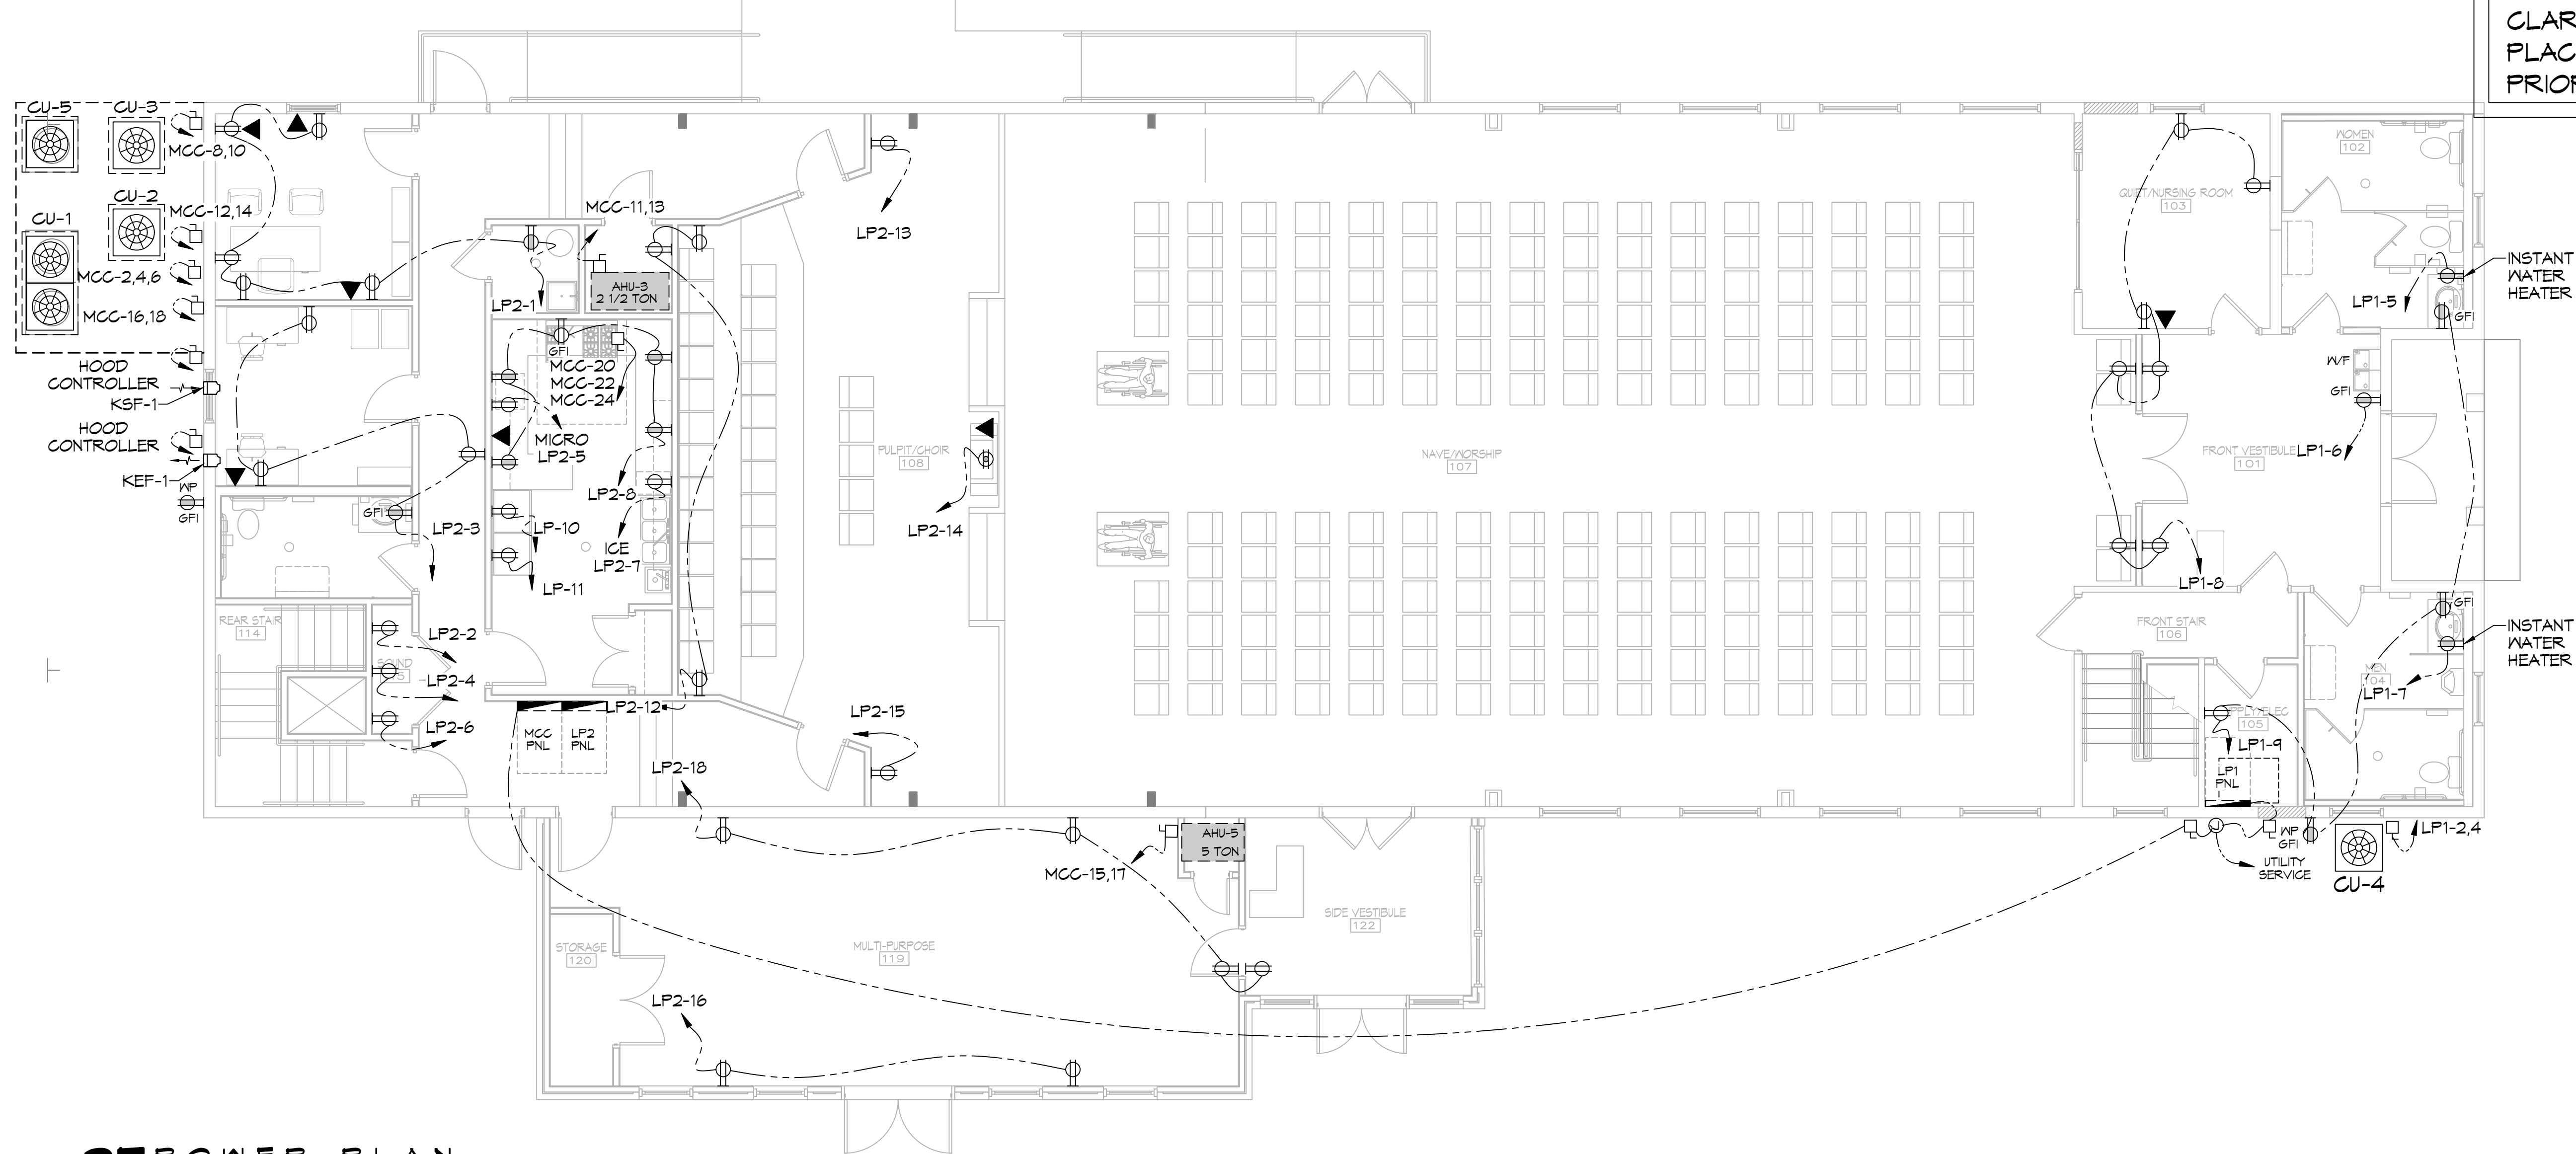 CU-5
CU-3
MCC-8,10
CU-2
CU-1
MCC-12,14
MCC-2,4,6
MCC-16,18
HOOD
CONTROLLER
KSF-1
HOOD
CONTROLLER
KEF-1
WP
GFI
GFI
LP2-3
REAR STAIR
114
SOUND
LP2-2
LP2-4
LP2-6
MCC-11,13
LP2-1
AHU-3
2 1/2 TON
GFI
MCC-20
MCC-22
MCC-24
MICRO
LP2-5
LP2-8
LP-10
ICE
LP2-7
LP-11
LP2-12
MCC
PNL
LP2
PNL
LP2-13
PULPIT/CHOIR
108
LP2-14
LP2-15
LP2-18
NAVE/WORSHIP
107
AHU-5
5 TON
MCC-15,17
SIDE VESTIBULE
122
STORAGE
120
MULTI-PURPOSE
119
LP2-16
CLAR
PLAC
PRIOR
WOMEN
102
QUIET/NURSING ROOM
103
LP1-5
INSTANT
WATER
HEATER
GFI
W/F
GFI
FRONT VESTIBULE
101
LP1-6
LP1-8
FRONT STAIR
106
GFI
INSTANT
WATER
HEATER
MEN
104
LP1-7
105
LP1-9
LP1
PNL
WP
GFI
UTILITY
SERVICE
CU-4
LP1-2,4
POWER PLAN